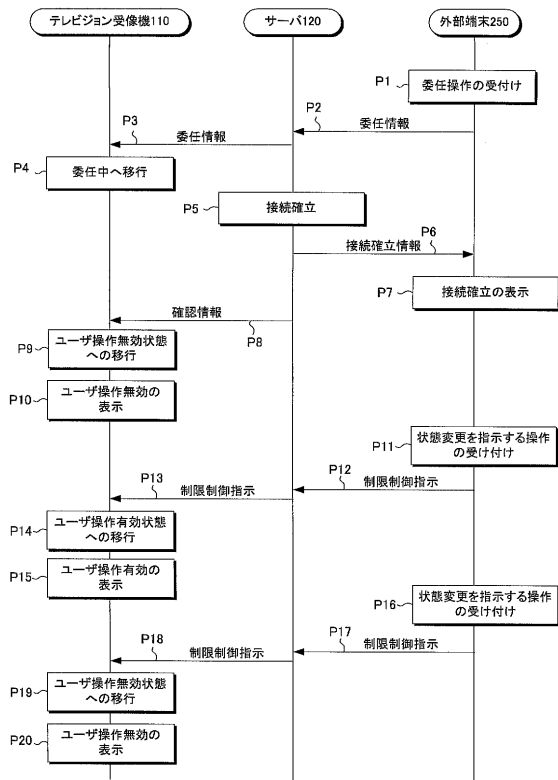 テレビジョン受像機110
サーバ120
外部端末250
P1
委任操作の受付け
P2
委任情報
P3
委任情報
P4
委任中へ移行
P5
接続確立
P6
接続確立情報
P7
接続確立の表示
確認情報
P8
P9
ユーザ操作無効状態
への移行
P10
ユーザ操作無効の
表示
P11
状態変更を指示する操作
の受け付け
P12
制限制御指示
P13
制限制御指示
P14
ユーザ操作有効状態
への移行
P15
ユーザ操作有効の
表示
P16
状態変更を指示する操作
の受け付け
P17
制限制御指示
P18
制限制御指示
P19
ユーザ操作無効状態
への移行
P20
ユーザ操作無効の
表示